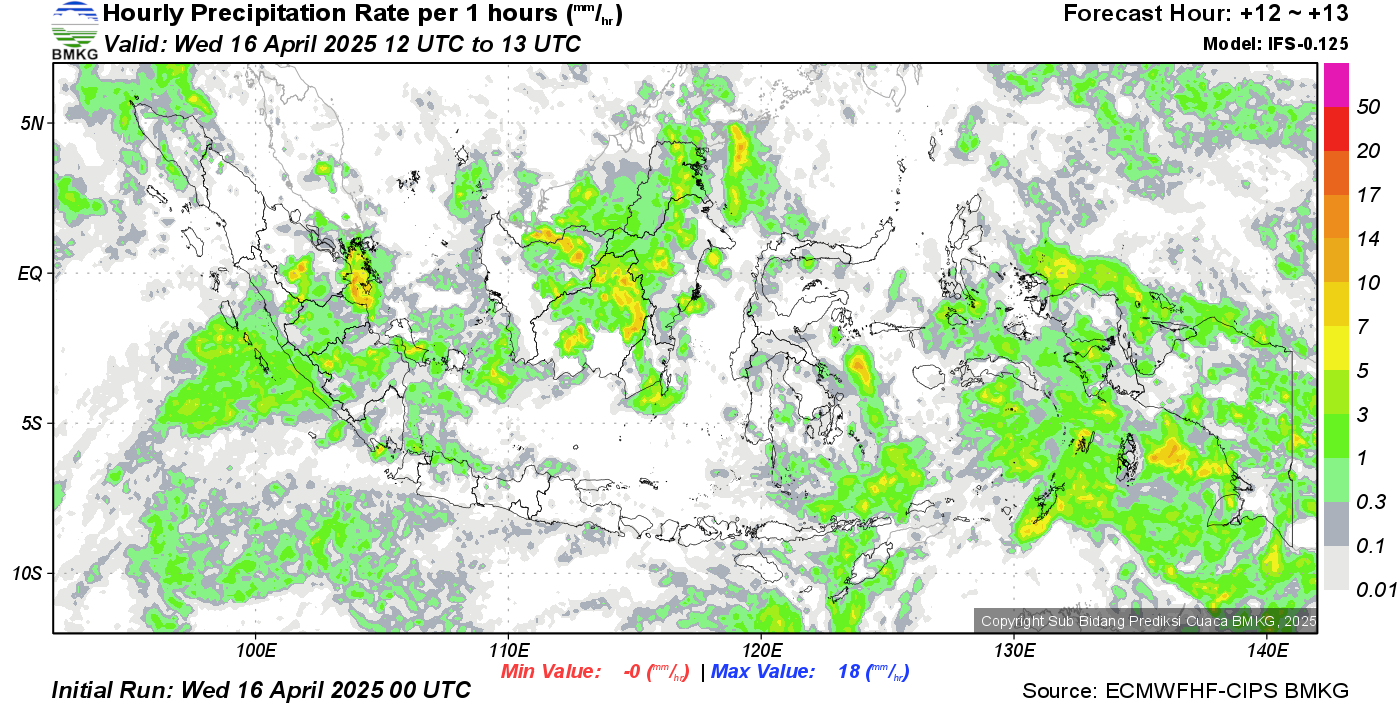 Hourly Precipitation Rate per 1 hours (mm/hr)
Forecast Hour: +12 ~ +13
BMKG
Valid: Wed 16 April 2025 12 UTC to 13 UTC
Model: IFS-0.125
5N
EQ
5S
10S
50
20
17
14
10
7
5
3
1
0.3
0.1
0.01
Copyright Sub Bidang Prediksi Cuaca BMKG, 2025
100E
110E
120E
130E
140E
Min Value: -0 (mm/hr) | Max Value: 18 (mm/hr)
Initial Run: Wed 16 April 2025 00 UTC
Source: ECMWFHF-CIPS BMKG